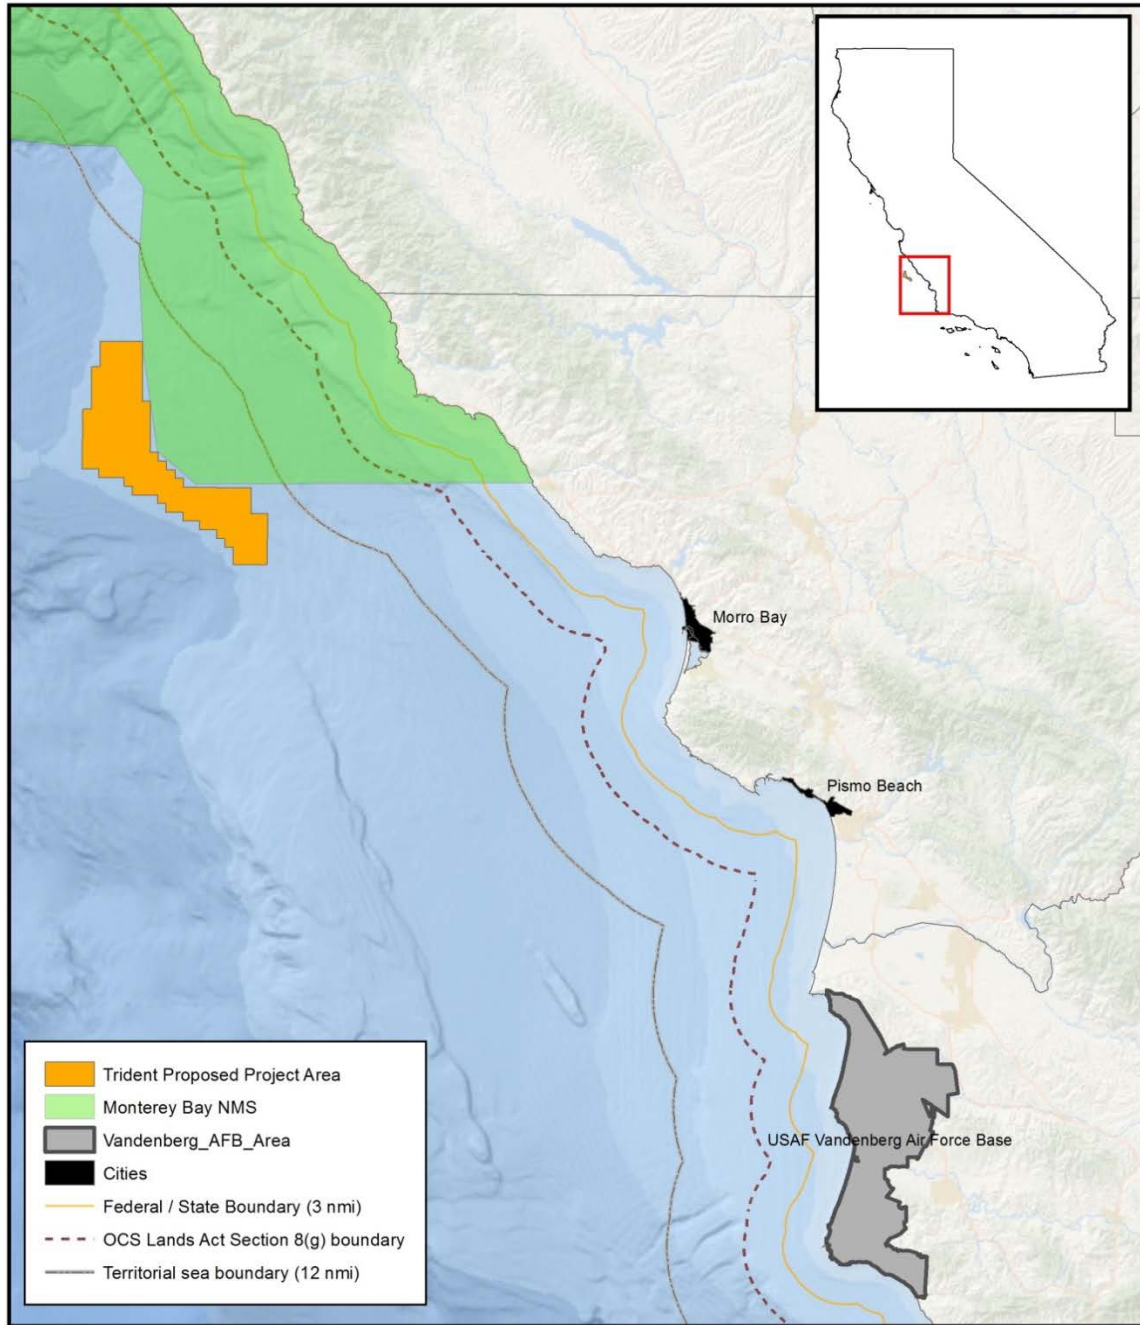 Morro Bay
Pismo Beach
USAF Vandenberg Air Force Base
Trident Proposed Project Area
Monterey Bay NMS
Vandenberg_AFB_Area
Cities
Federal / State Boundary (3 nmi)
OCS Lands Act Section 8(g) boundary
Territorial sea boundary (12 nmi)